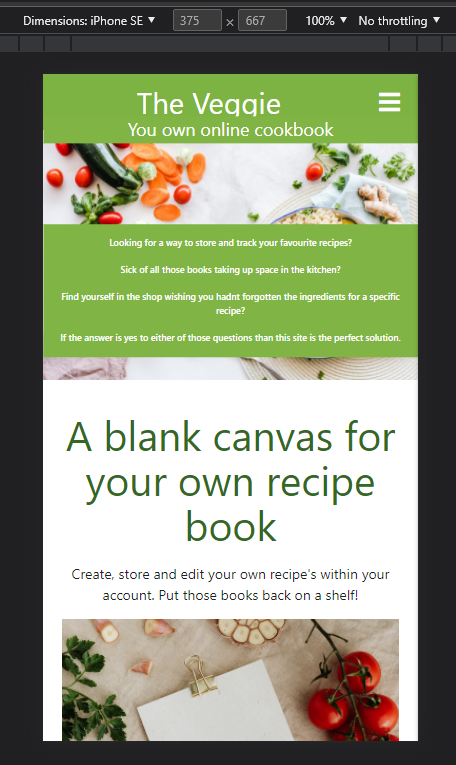 Dimensions: iPhone SE ▼ 375 × 667 100% ▼ No throttling ▼
The Veggie
You own online cookbook
Looking for a way to store and track your favourite recipes?
Sick of all those books taking up space in the kitchen?
Find yourself in the shop wishing you hadnt forgotten the ingredients for a specific
recipe?
If the answer is yes to either of those questions than this site is the perfect solution.
A blank canvas for
your own recipe
book
Create, store and edit your own recipe's within your
account. Put those books back on a shelf!